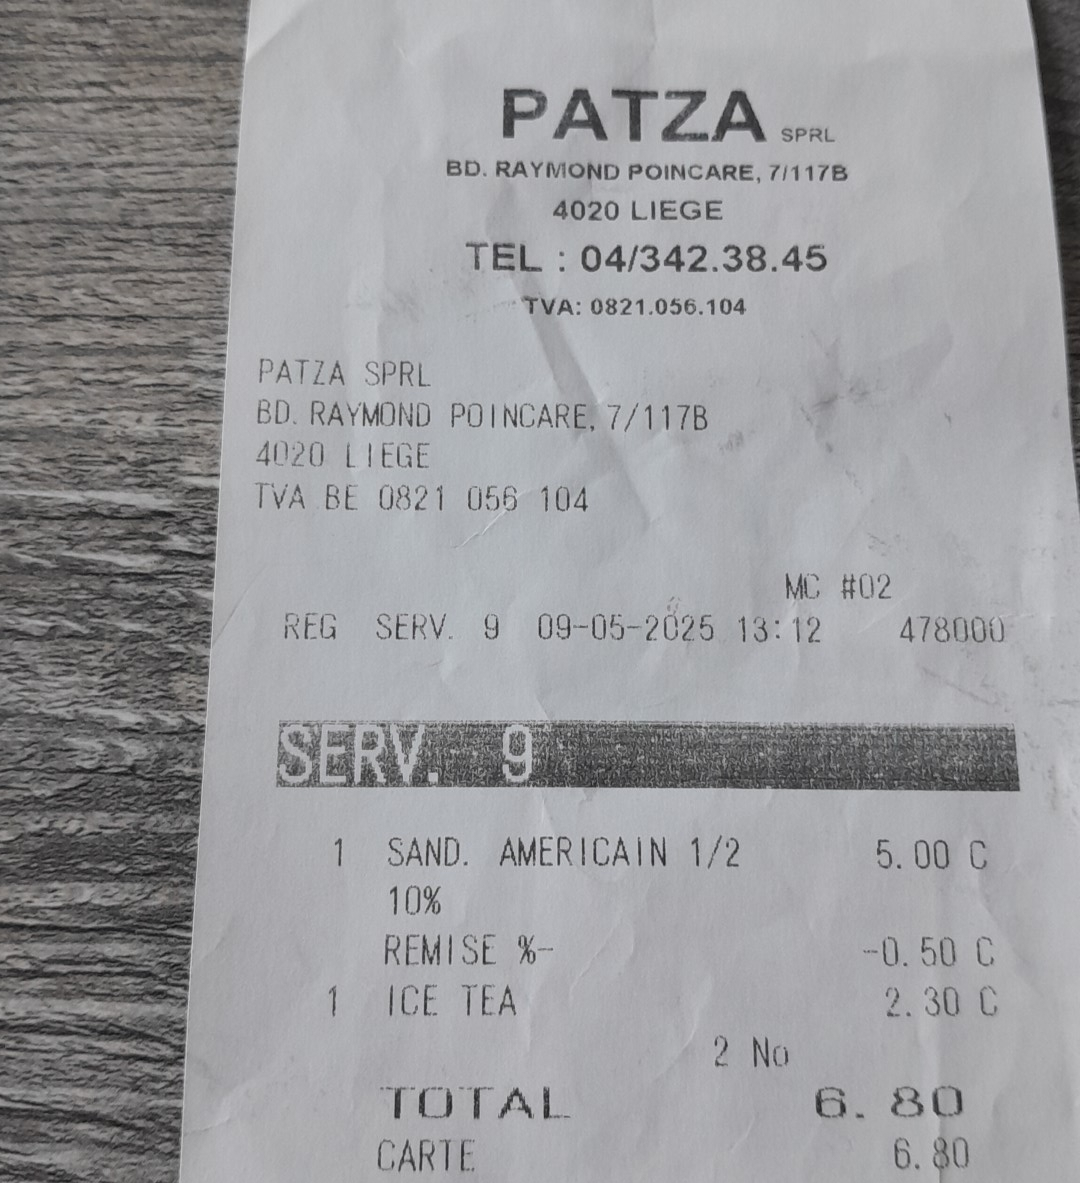 PATZA SPRL
BD. RAYMOND POINCARE, 7/117B
4020 LIEGE
TEL : 04/342.38.45
TVA: 0821.056.104
PATZA SPRL
BD. RAYMOND POINCARE, 7/117B
4020 LIEGE
TVA BE 0821 056 104
MC #02
REG SERV. 9 09-05-2025 13:12 478000
SERV. 9
1 SAND. AMERICAIN 1/2 5.00 C
10%
REMISE %- -0.50 C
1 ICE TEA 2.30 C
2 No
TOTAL 6.80
CARTE 6.80